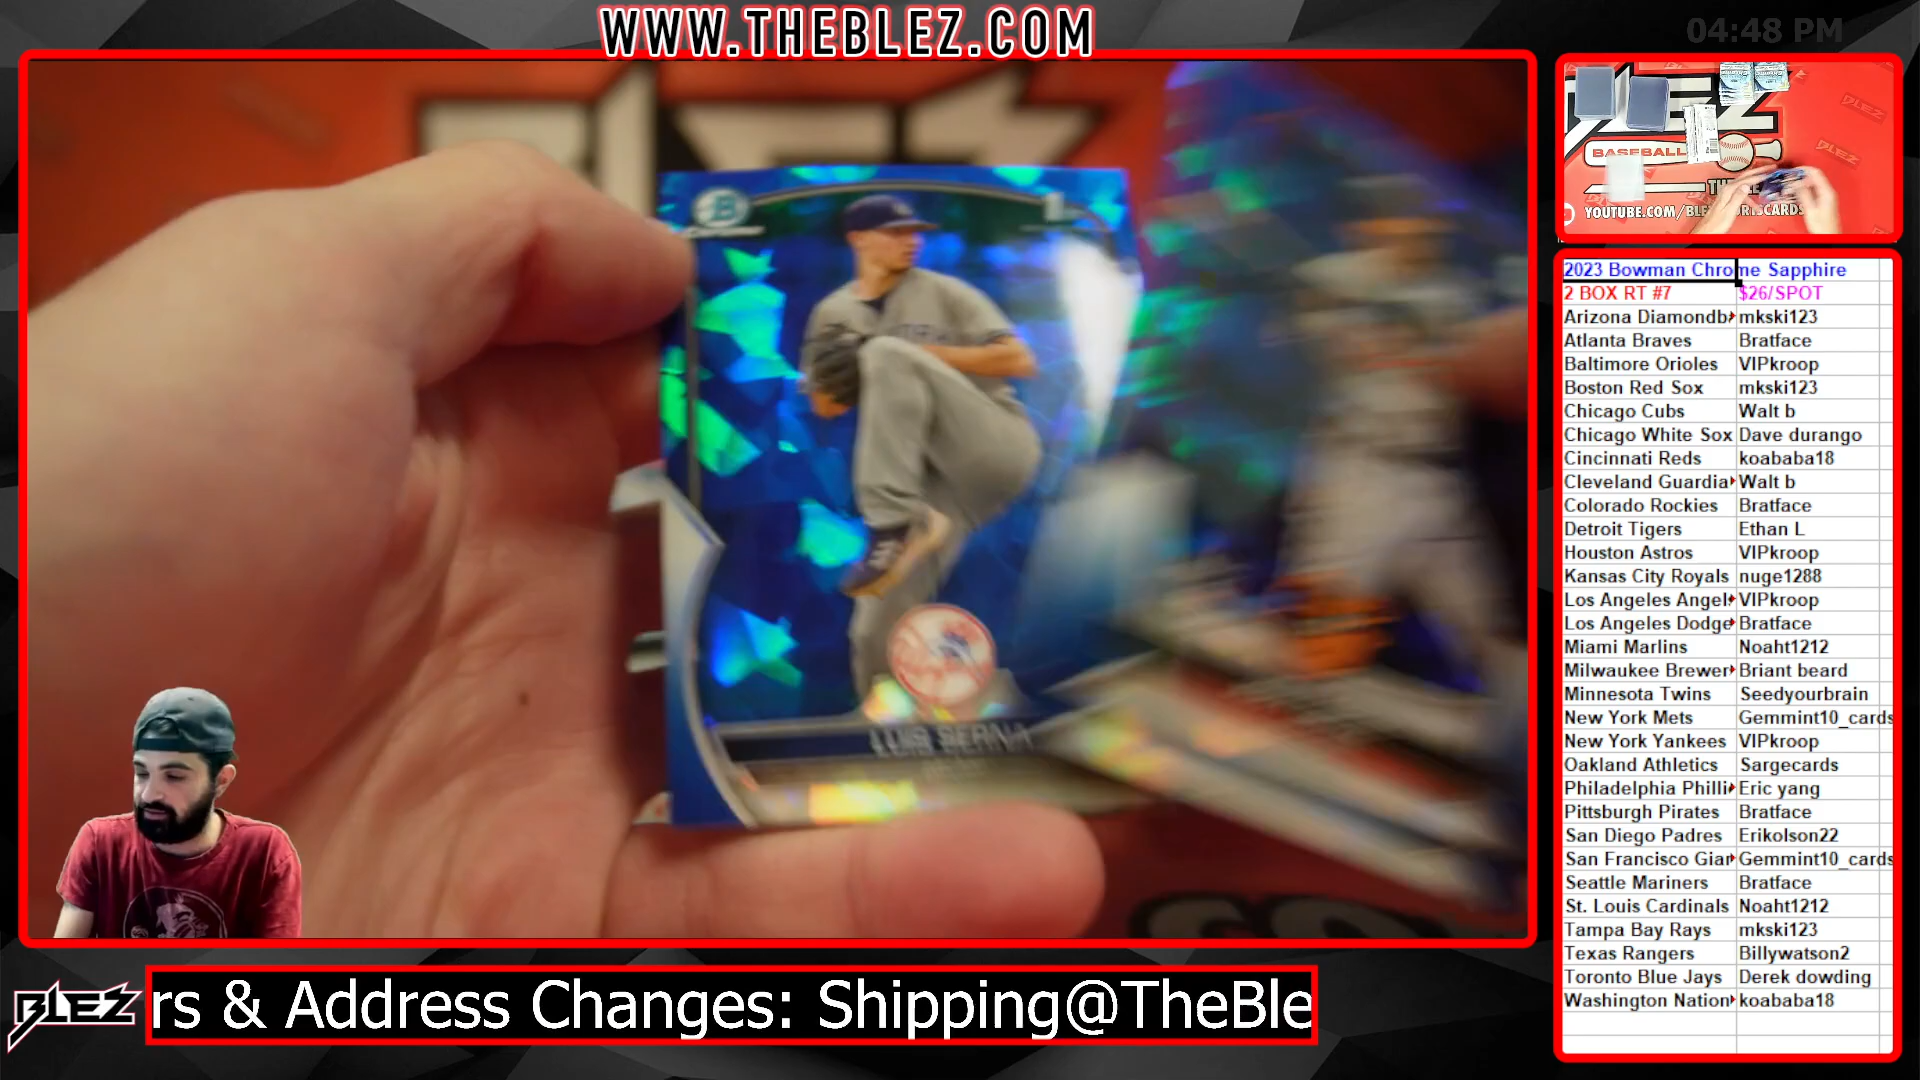 WWW.THEBLEZ.COM
04:48 PM
BASEBALL
YOUTUBE.COM/BLE
LUIS SERNA
2023 Bowman Chrome Sapphire
2 BOX RT #7 $26/SPOT
Arizona Diamondb mkski123
Atlanta Braves Bratface
Baltimore Orioles VIPkroop
Boston Red Sox mkski123
Chicago Cubs Walt b
Chicago White Sox Dave durango
Cincinnati Reds koababa18
Cleveland Guardia Walt b
Colorado Rockies Bratface
Detroit Tigers Ethan L
Houston Astros VIPkroop
Kansas City Royals nuge1288
Los Angeles Angel VIPkroop
Los Angeles Dodge Bratface
Miami Marlins Noaht1212
Milwaukee Brewer Briant beard
Minnesota Twins Seedyourbrain
New York Mets Gemmint10_cards
New York Yankees VIPkroop
Oakland Athletics Sargecards
Philadelphia Philli Eric yang
Pittsburgh Pirates Bratface
San Diego Padres Erikolson22
San Francisco Giar Gemmint10_cards
Seattle Mariners Bratface
St. Louis Cardinals Noaht1212
Tampa Bay Rays mkski123
Texas Rangers Billywatson2
Toronto Blue Jays Derek dowding
Washington Nation koababa18
BLEZ
rs & Address Changes: Shipping@TheBle